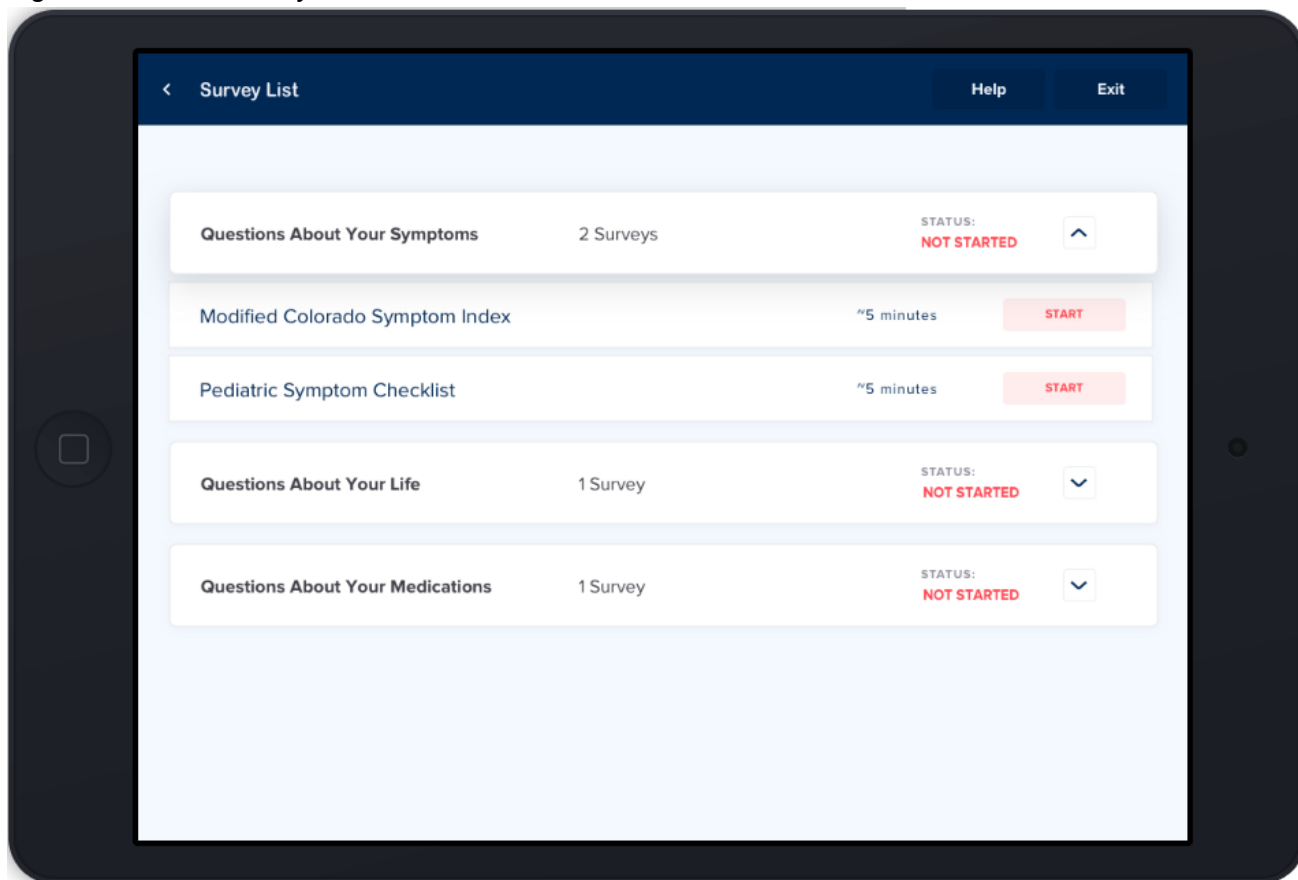 Survey List Help Exit
Questions About Your Symptoms 2 Surveys STATUS:
NOT STARTED
Modified Colorado Symptom Index ~5 minutes START
Pediatric Symptom Checklist ~5 minutes START
Questions About Your Life 1 Survey STATUS:
NOT STARTED
Questions About Your Medications 1 Survey STATUS:
NOT STARTED